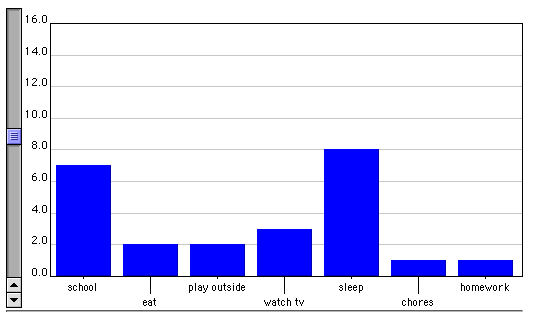 16.0
14.0
12.0
10.0
8.0
6.0
4.0
2.0
0.0
school
eat
play outside
watch tv
sleep
chores
homework